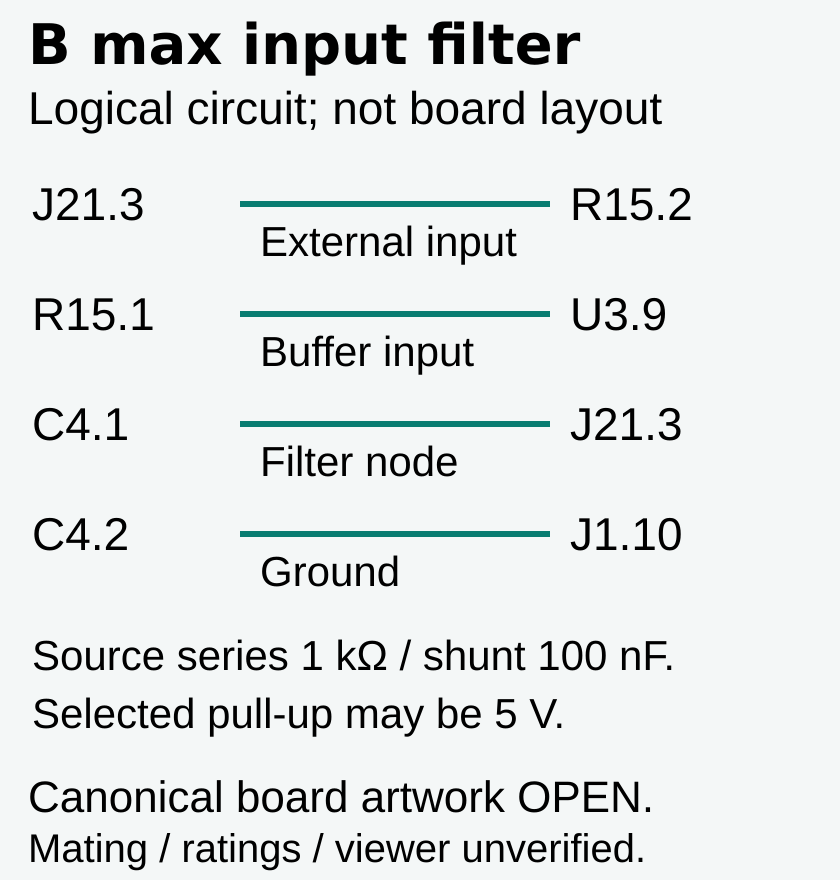 B max input filter
Logical circuit; not board layout
J21.3 R15.2
External input
R15.1 U3.9
Buffer input
C4.1 J21.3
Filter node
C4.2 J1.10
Ground
Source series 1 kΩ / shunt 100 nF.
Selected pull-up may be 5 V.
Canonical board artwork OPEN.
Mating / ratings / viewer unverified.